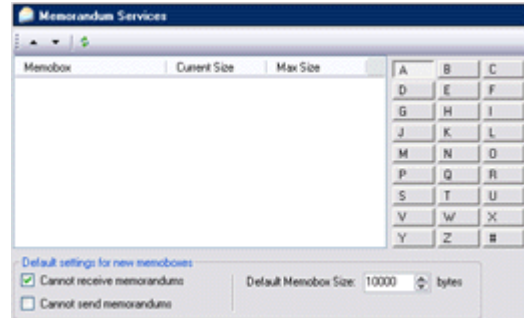 Memorandum Services
Memobox Current Size Max Size
A B C
D E F
G H I
J K L
M N O
P Q R
S T U
V W X
Y Z #
Default settings for new memoboxes
Cannot receive memorandums Default Memobox Size: 10000 bytes
Cannot send memorandums